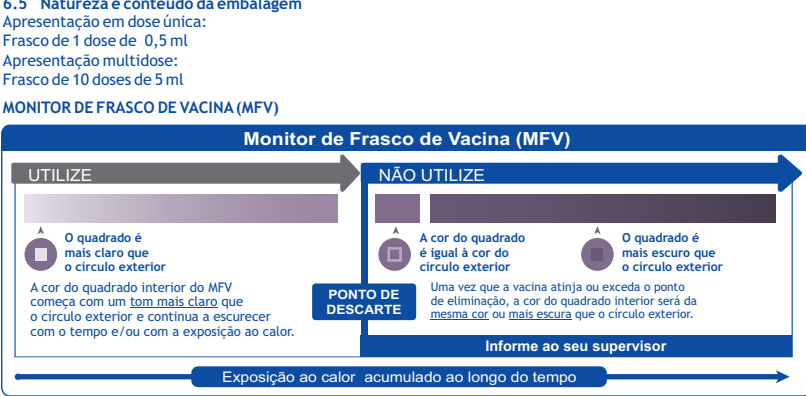 6.5 Natureza e conteúdo da embalagem
Apresentação em dose única:
Frasco de 1 dose de 0,5 ml
Apresentação multidose:
Frasco de 10 doses de 5 ml
MONITOR DE FRASCO DE VACINA (MFV)
Monitor de Frasco de Vacina (MFV)
UTILIZE
O quadrado é
mais claro que
o círculo exterior
A cor do quadrado interior do MFV
começa com um tom mais claro que
o círculo exterior e continua a escurecer
com o tempo e/ou com a exposição ao calor.
PONTO DE
DESCARTE
NÃO UTILIZE
A cor do quadrado
é igual à cor do
círculo exterior
O quadrado é
mais escuro que
o círculo exterior
Uma vez que a vacina atinja ou exceda o ponto
de eliminação, a cor do quadrado interior será da
mesma cor ou mais escura que o círculo exterior.
Informe ao seu supervisor
Exposição ao calor acumulado ao longo do tempo